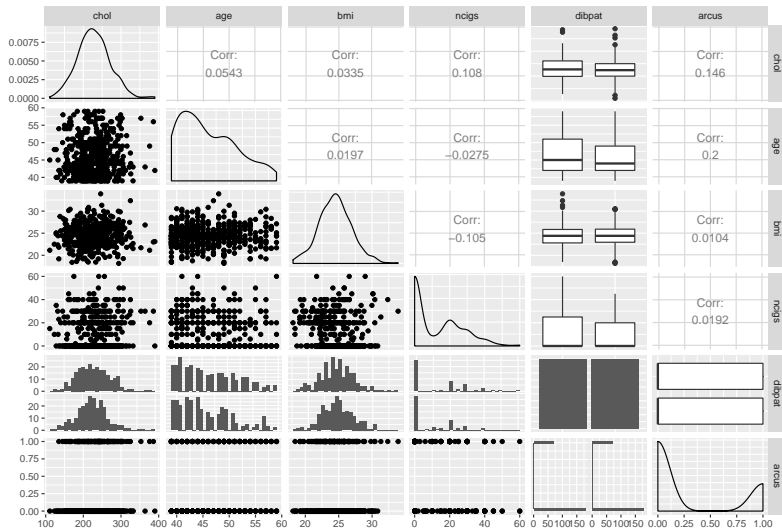 chol age bmi ncigs dibpat arcus
0.0075
0.0050
0.0025
0.0000
Corr:
0.0543
Corr:
0.0335
Corr:
0.108
Corr:
0.146
chol
60
55
50
45
40
Corr:
0.0197
Corr:
−0.0275
Corr:
0.2
age
30
25
20
Corr:
−0.105
Corr:
0.0104
bmi
60
40
20
0
Corr:
0.0192
ncigs
20
10
0
20
10
0
dibpat
1.00
0.75
0.50
0.25
0.00
arcus
100 200 300 400 40 45 50 55 60 20 25 30 0 20 40 60 0 50 100 150 0 50 100 150 0.0 0.2 0.5 0.8 1.0